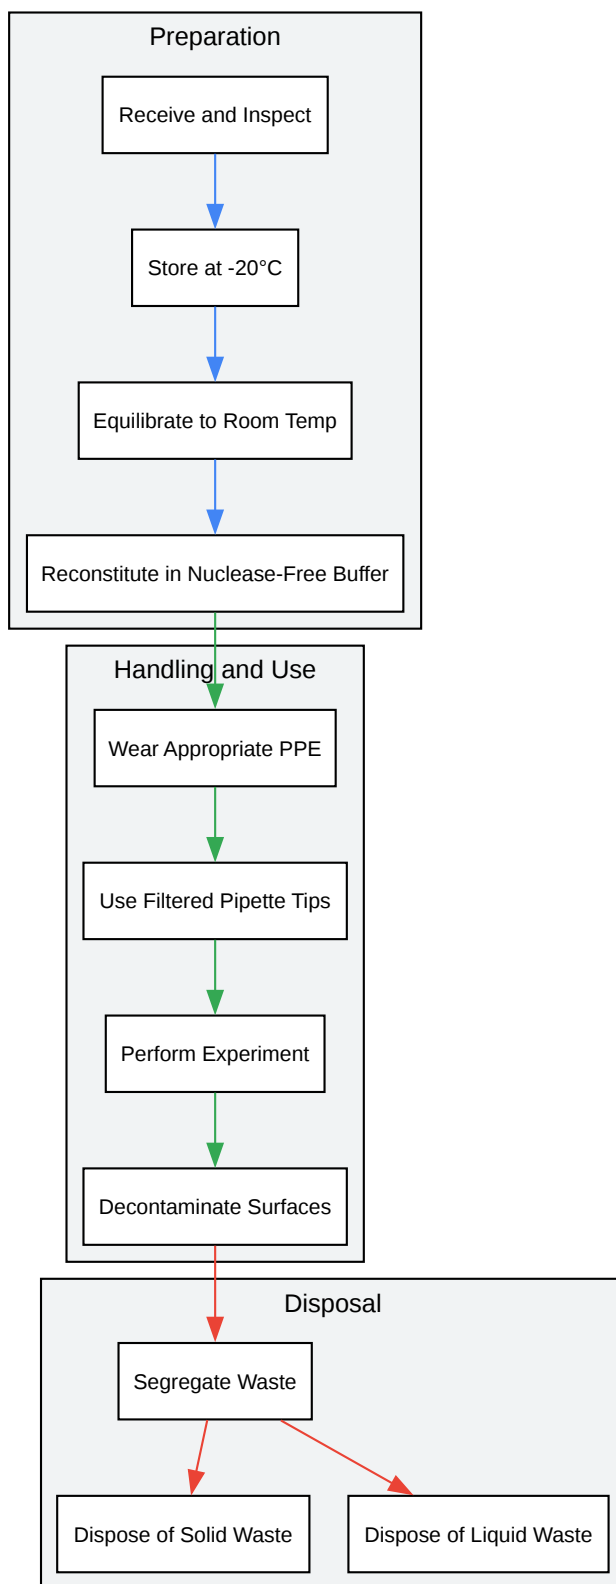 Preparation
Receive and Inspect
Store at -20°C
Equilibrate to Room Temp
Reconstitute in Nuclease-Free Buffer
Handling and Use
Wear Appropriate PPE
Use Filtered Pipette Tips
Perform Experiment
Decontaminate Surfaces
Disposal
Segregate Waste
Dispose of Solid Waste
Dispose of Liquid Waste